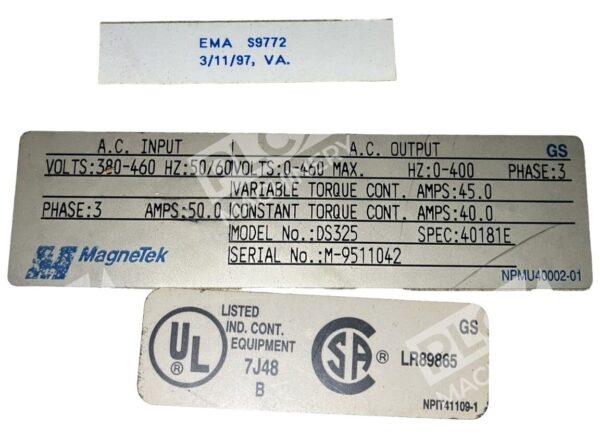 EMA S9772
3/11/97, VA.
A.C. INPUT A.C. OUTPUT GS
VOLTS:380-460 HZ:50/60 VOLTS:0-460 MAX. HZ:0-400 PHASE:3
VARIABLE TORQUE CONT. AMPS:45.0
PHASE:3 AMPS:50.0 CONSTANT TORQUE CONT. AMPS:40.0
MODEL No.:DS325 SPEC:40181E
SERIAL No.:M-9511042
MagneTek
NPMU40002-01
UL ®
LISTED
IND. CONT.
EQUIPMENT
7J48
B
SA ®
GS
LR89865
NPIT41109-1
PLC
MACHINERY